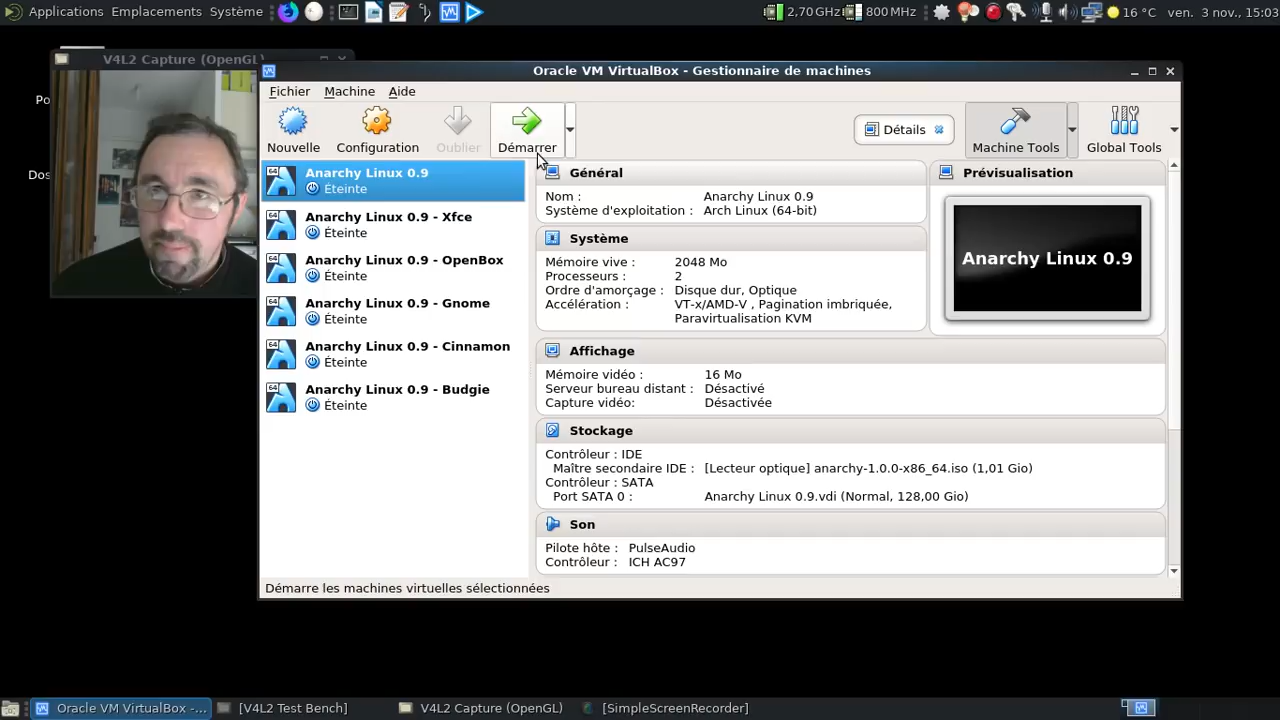 Applications Emplacements Système 2,70 GHz 800 MHz 16 °C ven. 3 nov., 15:03
V4L2 Capture (OpenGL)
Po
Dos
Oracle VM VirtualBox - Gestionnaire de machines
Fichier Machine Aide
Nouvelle Configuration Oublier Démarrer Détails Machine Tools Global Tools
64 Anarchy Linux 0.9
Éteinte
64 Anarchy Linux 0.9 - Xfce
Éteinte
64 Anarchy Linux 0.9 - OpenBox
Éteinte
64 Anarchy Linux 0.9 - Gnome
Éteinte
64 Anarchy Linux 0.9 - Cinnamon
Éteinte
64 Anarchy Linux 0.9 - Budgie
Éteinte
Général
Nom : Anarchy Linux 0.9
Système d'exploitation : Arch Linux (64-bit)
Système
Mémoire vive : 2048 Mo
Processeurs : 2
Ordre d'amorçage : Disque dur, Optique
Accélération : VT-x/AMD-V , Pagination imbriquée,
Paravirtualisation KVM
Prévisualisation
Anarchy Linux 0.9
Affichage
Mémoire vidéo : 16 Mo
Serveur bureau distant : Désactivé
Capture vidéo: Désactivée
Stockage
Contrôleur : IDE
Maître secondaire IDE : [Lecteur optique] anarchy-1.0.0-x86_64.iso (1,01 Gio)
Contrôleur : SATA
Port SATA 0 : Anarchy Linux 0.9.vdi (Normal, 128,00 Gio)
Son
Pilote hôte : PulseAudio
Contrôleur : ICH AC97
Démarre les machines virtuelles sélectionnées
Oracle VM VirtualBox -... [V4L2 Test Bench] V4L2 Capture (OpenGL) [SimpleScreenRecorder]